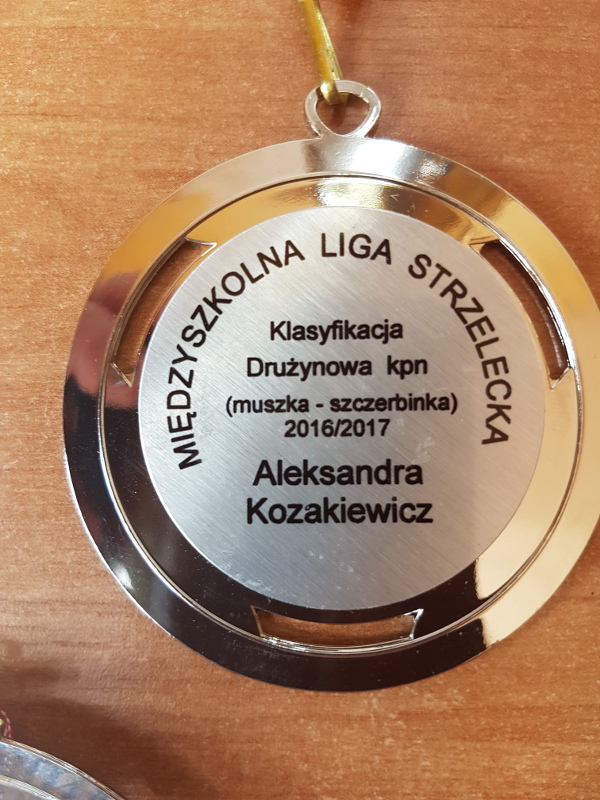 MIĘDZYSZKOLNA LIGA STRZELECKA
Klasyfikacja
Drużynowa kpn
(muszka - szczerbinka)
2016/2017
Aleksandra
Kozakiewicz